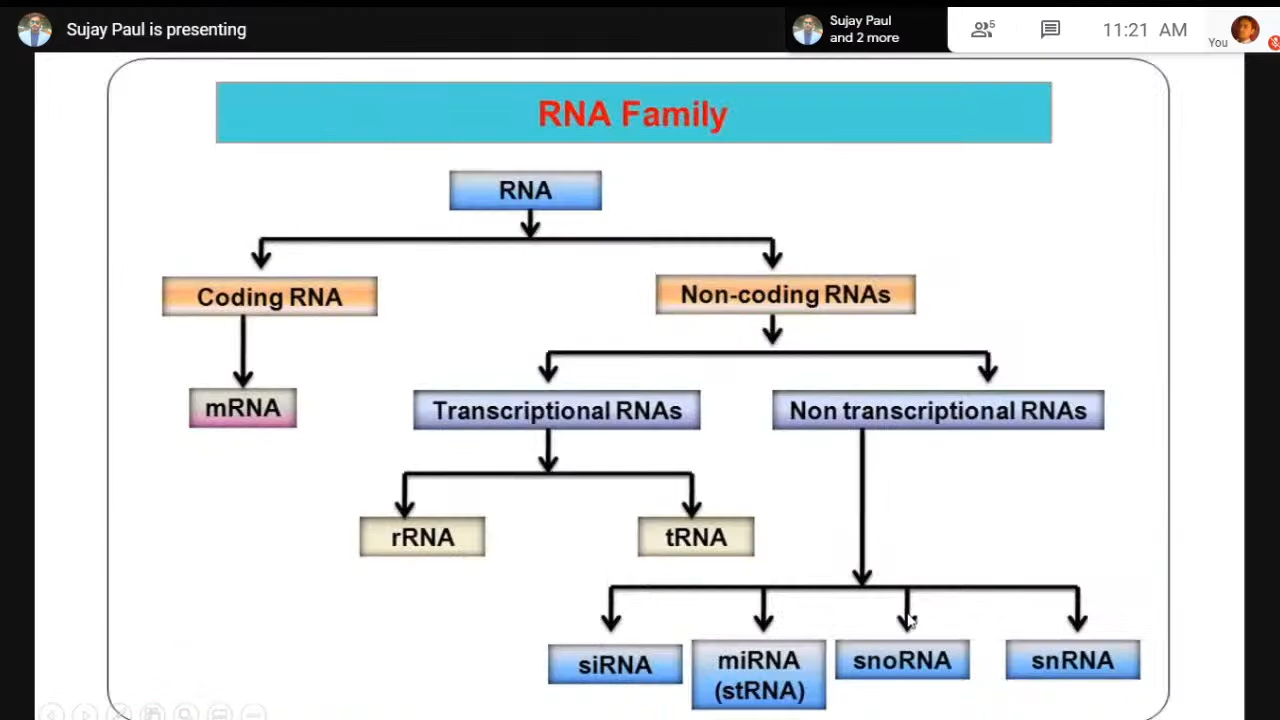 Sujay Paul is presenting
Sujay Paul
and 2 more
5
11:21 AM
You
RNA Family
RNA
Coding RNA
Non-coding RNAs
mRNA
Transcriptional RNAs
Non transcriptional RNAs
rRNA
tRNA
siRNA
miRNA
(stRNA)
snoRNA
snRNA